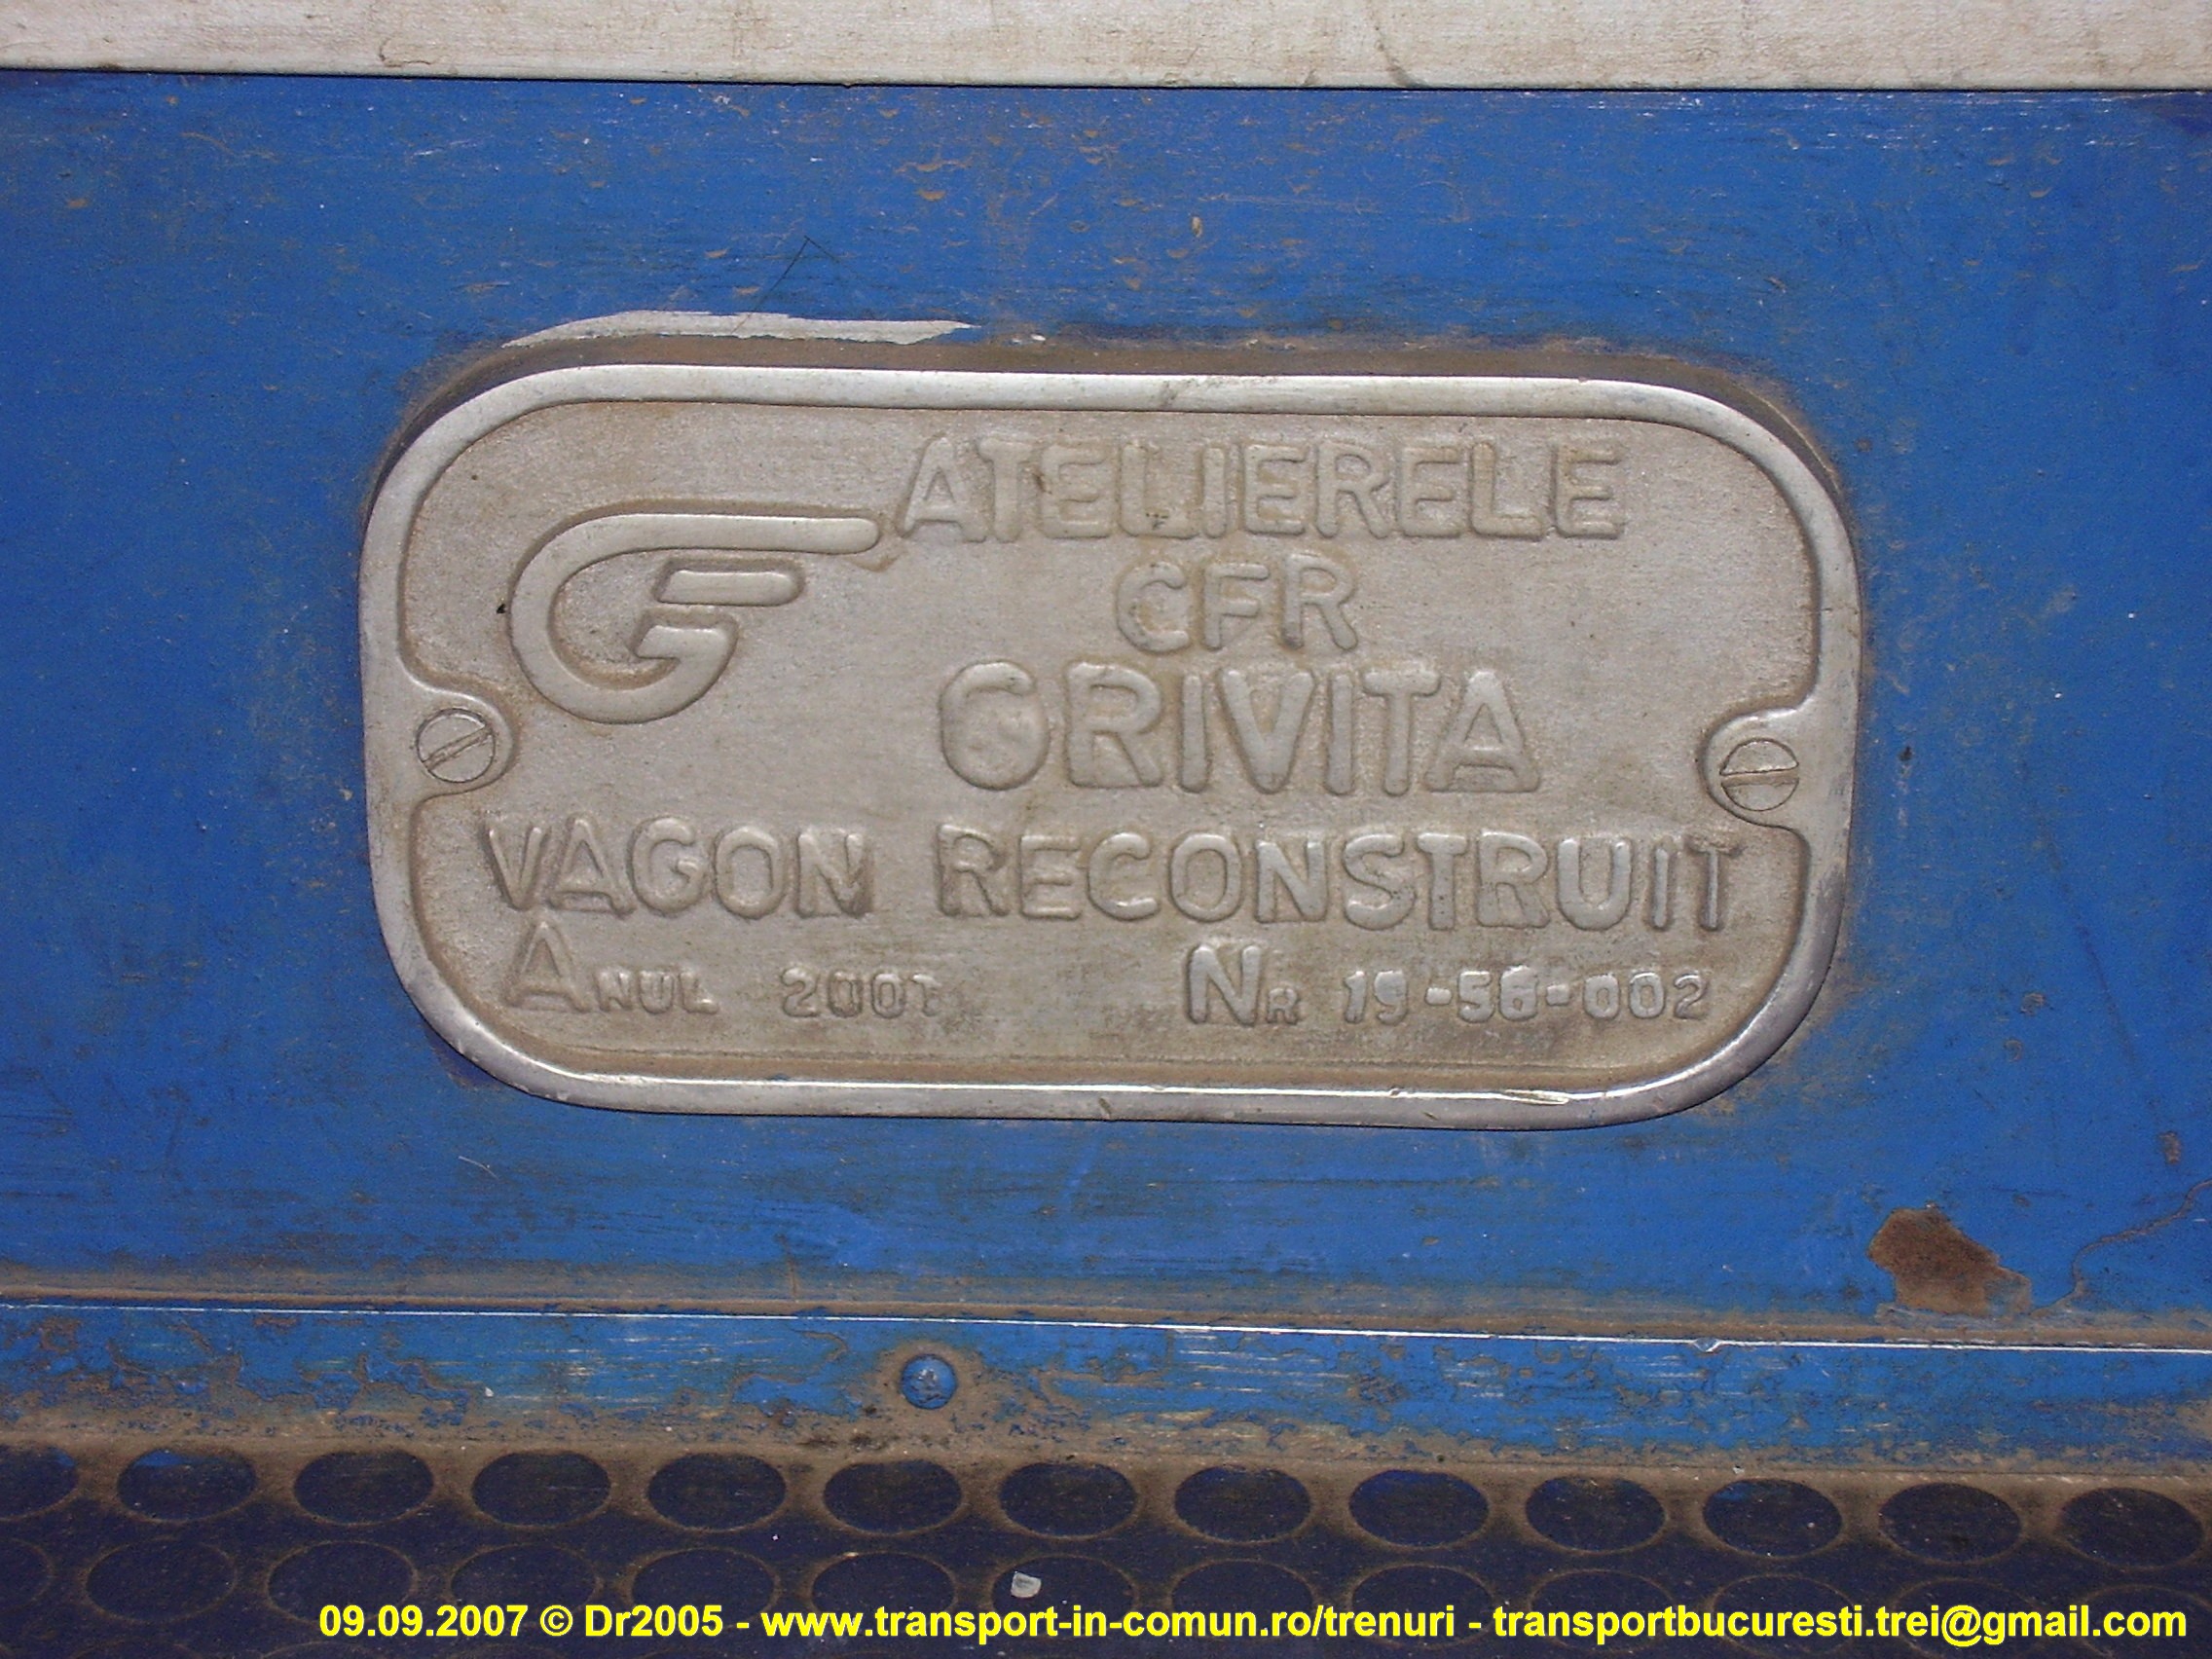 ATELIERELE
CFR
GRIVITA
VAGON RECONSTRUIT
ANUL 2001 NR 19-56-002
09.09.2007 © Dr2005 - www.transport-in-comun.ro/trenuri - transportbucuresti.trei@gmail.com